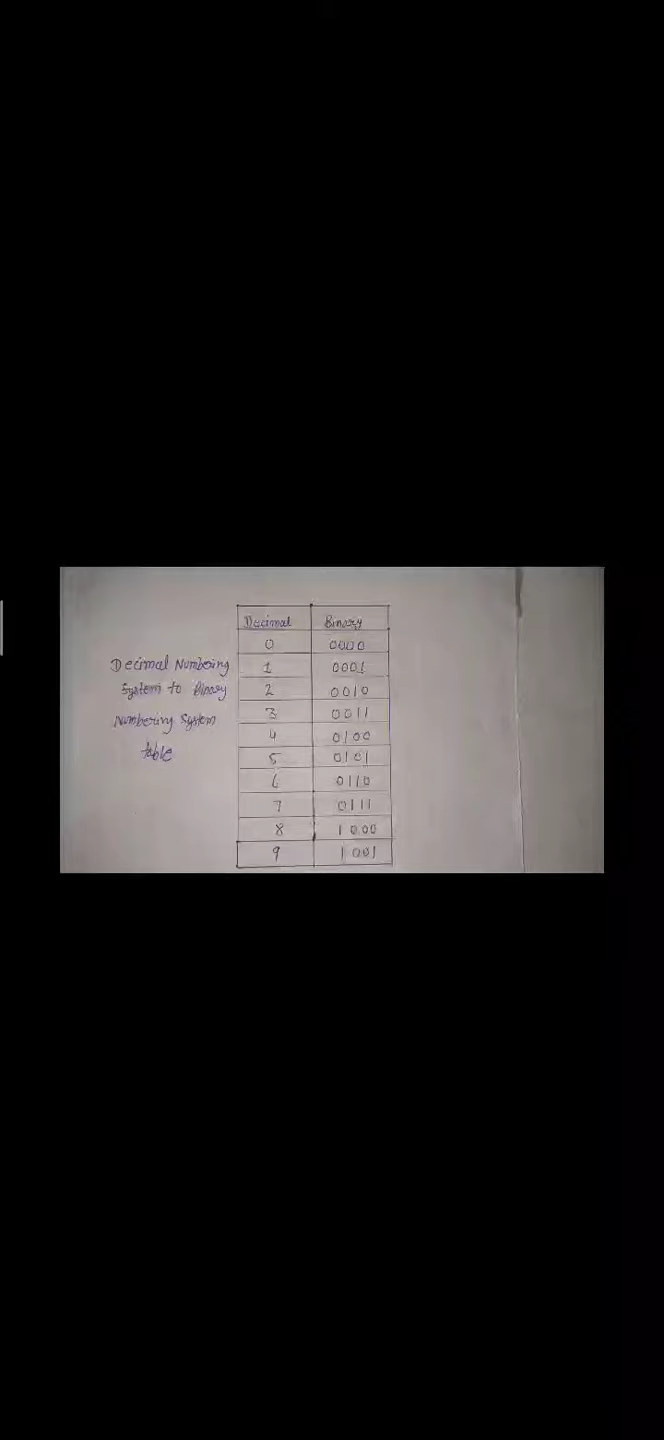 Decimal Binary
0 0000
Decimal Numbering 1 0001
System to Binary 2 0010
Numbering System 3 0011
4 0100
table 5 0101
6 0110
7 0111
8 1000
9 1001